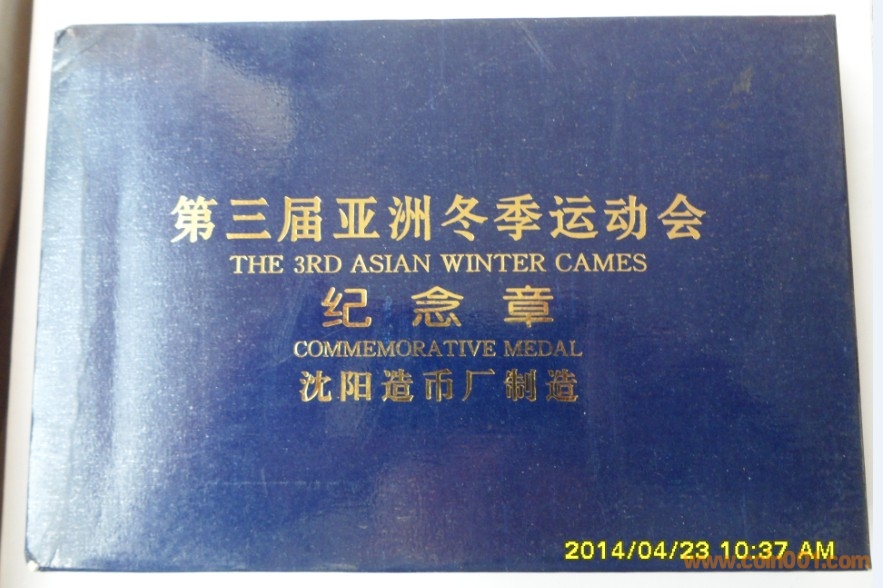 第三届亚洲冬季运动会
THE 3RD ASIAN WINTER CAMES
纪念章
COMMEMORATIVE MEDAL
沈阳造币厂制造
2014/04/23 10:37 AM
www.coin001.com